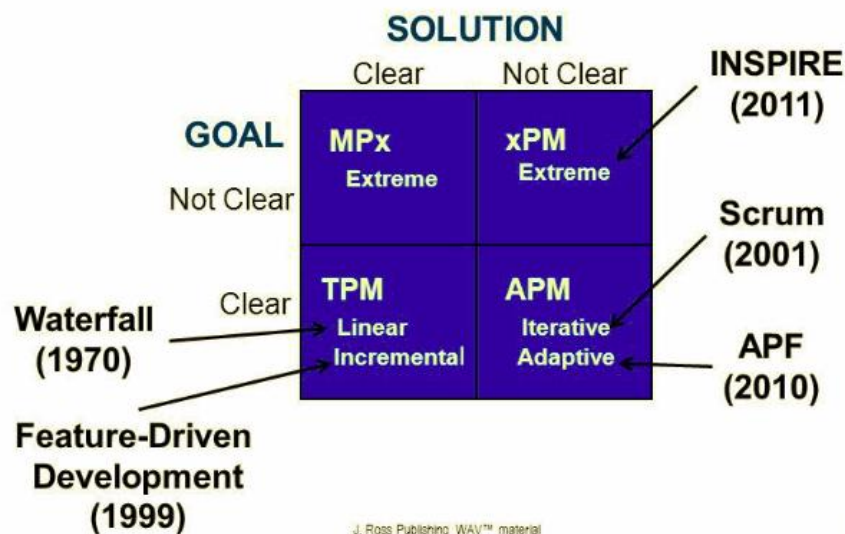 SOLUTION
Clear Not Clear
INSPIRE
(2011)
GOAL
Not Clear
MPx
Extreme
xPM
Extreme
Scrum
(2001)
Clear
TPM
Linear
Incremental
APM
Iterative
Adaptive
Waterfall
(1970)
APF
(2010)
Feature-Driven
Development
(1999)
J. Ross Publishing WAV™ material